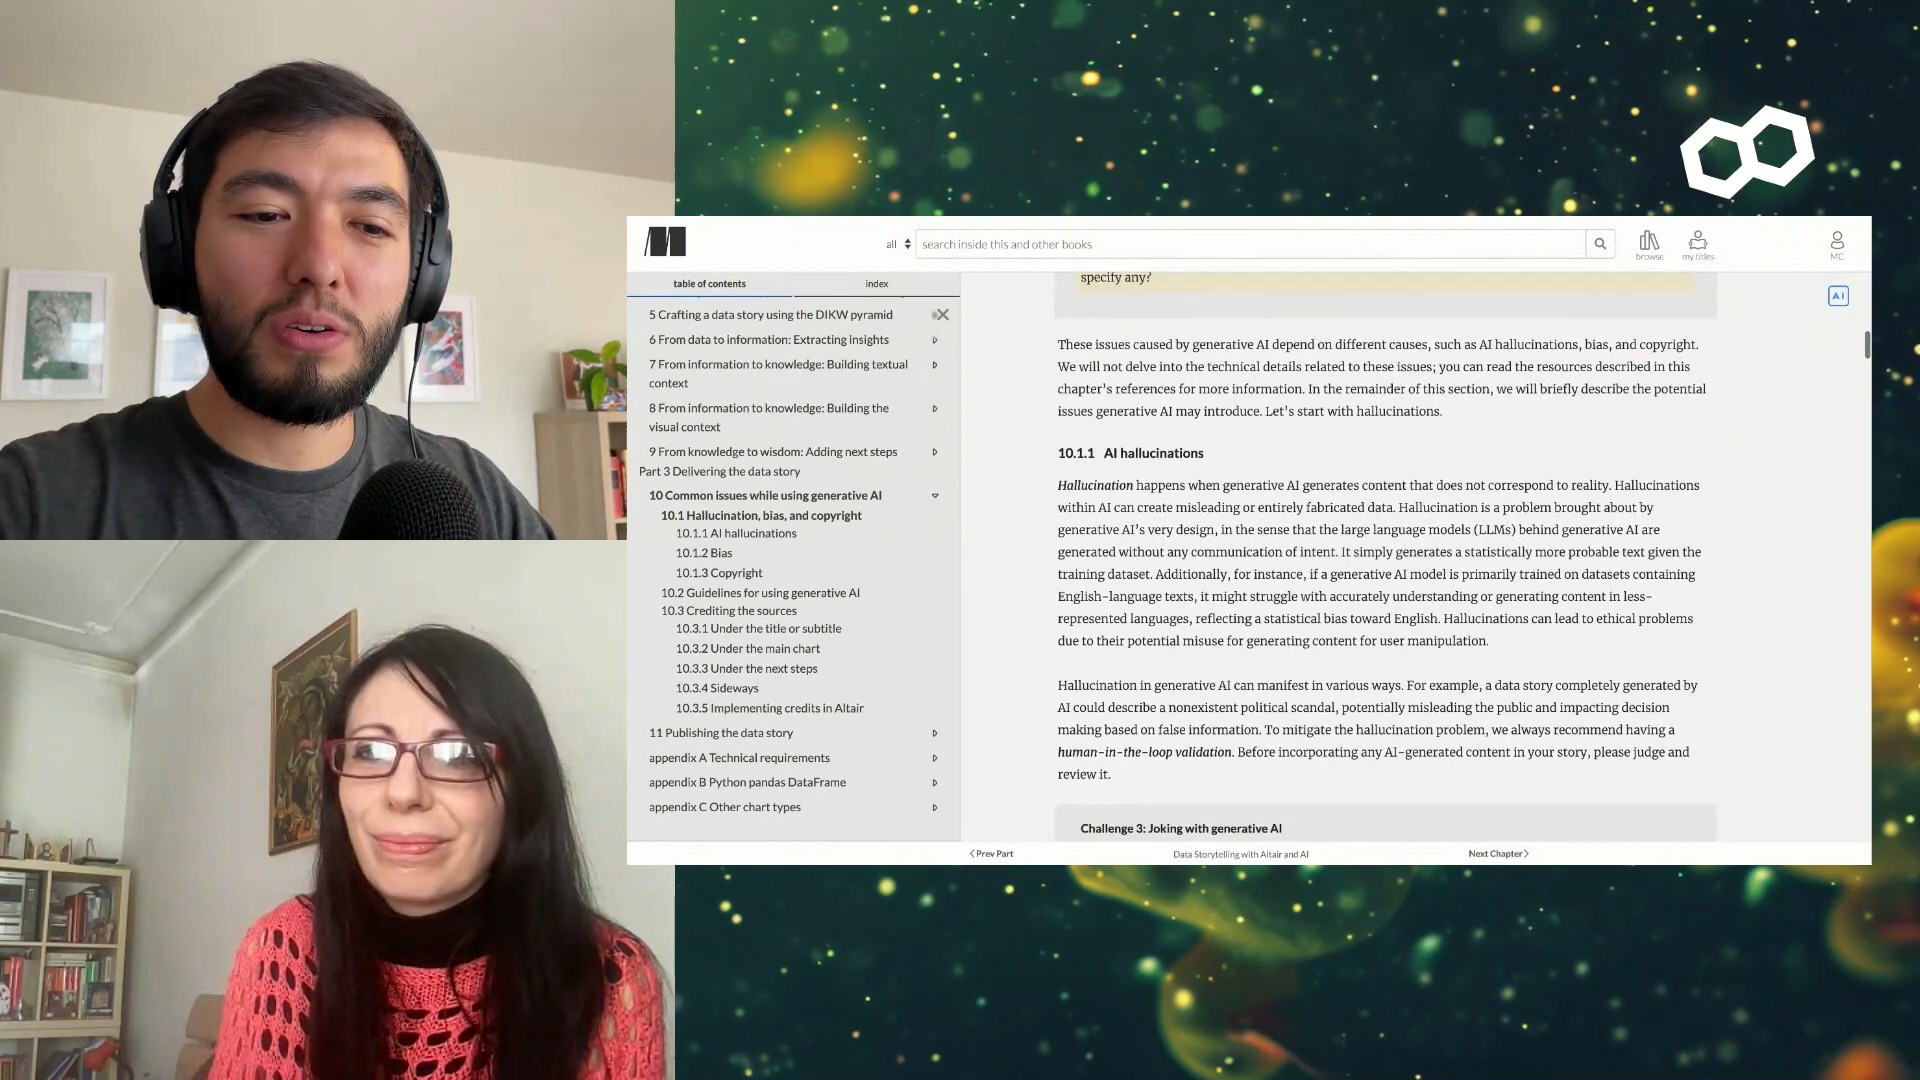 all
search inside this and other books
browse
my titles
MC
table of contents
index
5 Crafting a data story using the DIKW pyramid
6 From data to information: Extracting insights
7 From information to knowledge: Building textual
context
8 From information to knowledge: Building the
visual context
9 From knowledge to wisdom: Adding next steps
Part 3 Delivering the data story
10 Common issues while using generative AI
10.1 Hallucination, bias, and copyright
10.1.1 AI hallucinations
10.1.2 Bias
10.1.3 Copyright
10.2 Guidelines for using generative AI
10.3 Crediting the sources
10.3.1 Under the title or subtitle
10.3.2 Under the main chart
10.3.3 Under the next steps
10.3.4 Sideways
10.3.5 Implementing credits in Altair
11 Publishing the data story
appendix A Technical requirements
appendix B Python pandas DataFrame
appendix C Other chart types
specify any?
AI
These issues caused by generative AI depend on different causes, such as AI hallucinations, bias, and copyright.
We will not delve into the technical details related to these issues; you can read the resources described in this
chapter's references for more information. In the remainder of this section, we will briefly describe the potential
issues generative AI may introduce. Let's start with hallucinations.
10.1.1 AI hallucinations
Hallucination happens when generative AI generates content that does not correspond to reality. Hallucinations
within AI can create misleading or entirely fabricated data. Hallucination is a problem brought about by
generative AI's very design, in the sense that the large language models (LLMs) behind generative AI are
generated without any communication of intent. It simply generates a statistically more probable text given the
training dataset. Additionally, for instance, if a generative AI model is primarily trained on datasets containing
English-language texts, it might struggle with accurately understanding or generating content in less-
represented languages, reflecting a statistical bias toward English. Hallucinations can lead to ethical problems
due to their potential misuse for generating content for user manipulation.
Hallucination in generative AI can manifest in various ways. For example, a data story completely generated by
AI could describe a nonexistent political scandal, potentially misleading the public and impacting decision
making based on false information. To mitigate the hallucination problem, we always recommend having a
human-in-the-loop validation. Before incorporating any AI-generated content in your story, please judge and
review it.
Challenge 3: Joking with generative AI
Prev Part
Data Storytelling with Altair and AI
Next Chapter